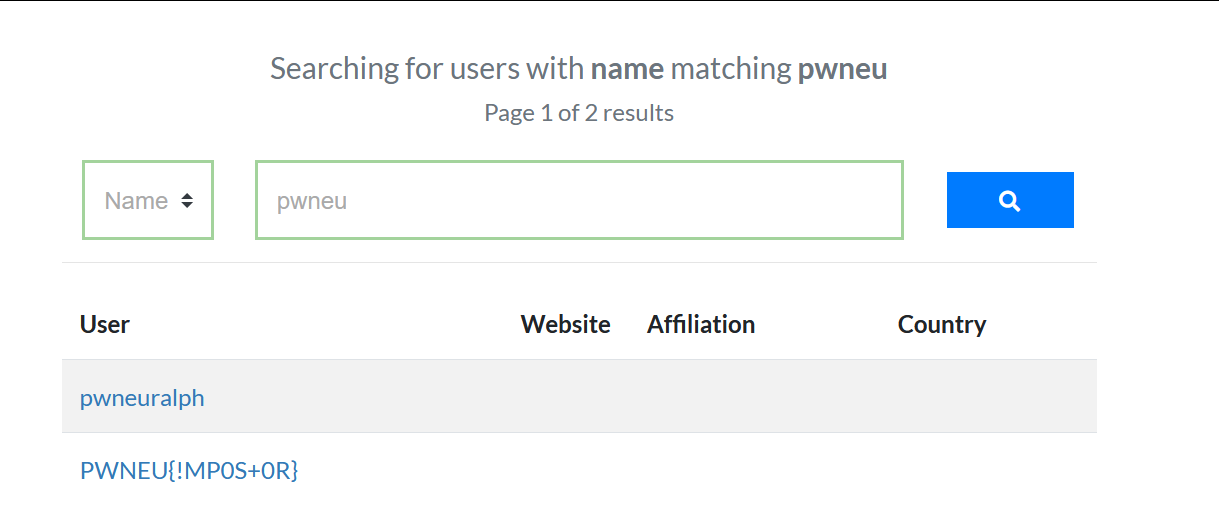 Searching for users with name matching pwneu
Page 1 of 2 results
Name pwneu
User Website Affiliation Country
pwneuralph
PWNEU{!MP0S+0R}